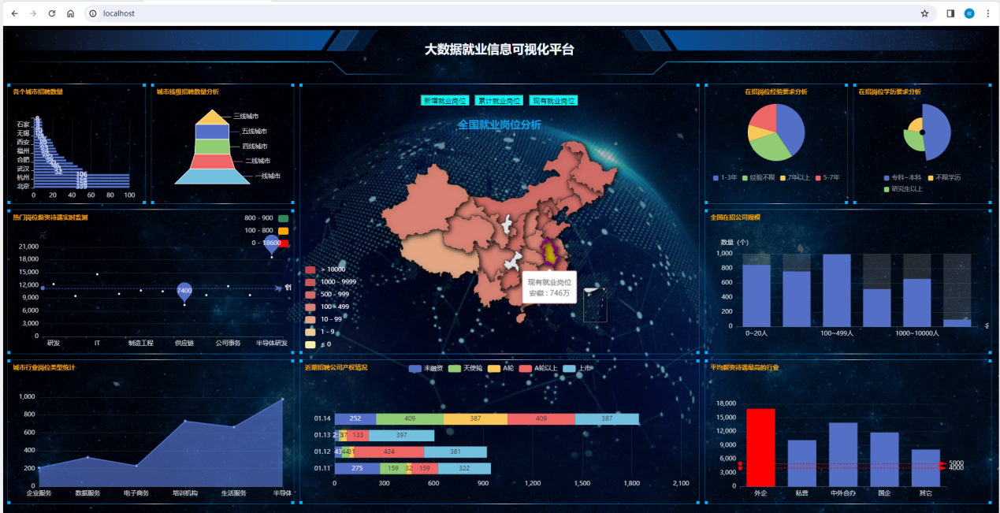 localhost
大数据就业信息可视化平台
各个城市招聘数量
石家
无锡
西安
福州
合肥
武汉
杭州
北京
106
339
0 20 40 60 80 100
城市线级招聘数量分析
三线城市
五线城市
四线城市
二线城市
一线城市
新增就业岗位 累计就业岗位 现有就业岗位
全国就业岗位分析
> 10000
1000 - 9999
500 - 999
100 - 499
10 - 99
1 - 9
≤ 0
现有就业岗位
安徽 : 746万
在招岗位经验要求分析
1-3年 经验不限 7年以上 5-7年
在招岗位学历要求分析
专科~本科 不限学历
研究生以上
热门岗位薪资待遇实时监测
800 - 900
100 - 800
0 - 18600
元
21,000
18,000
15,000
12,000
9,000
6,000
3,000
0
7400
研发 IT 制造工程 供应链 公司事务 半导体研发
全国在招公司规模
数量（个）
1,000
800
600
400
200
0
0~20人 100~499人 1000~10000人
城市行业岗位类型统计
1,000
800
600
400
200
0
企业服务 数据服务 电子商务 培训机构 生活服务 半导体
近期招聘公司产权情况
未融资 天使轮 A轮 A轮以上 上市
01.14 252 409 387 409 387
01.13 37 133 397
01.12 43 44 31 424 381
01.11 275 159 32 159 322
0 300 600 900 1,200 1,500 1,800 2,100
平均薪资待遇最高的行业
18,000
15,000
12,000
9,000
6,000
3,000
0
5000
4000
外企 私营 中外合办 国企 其它